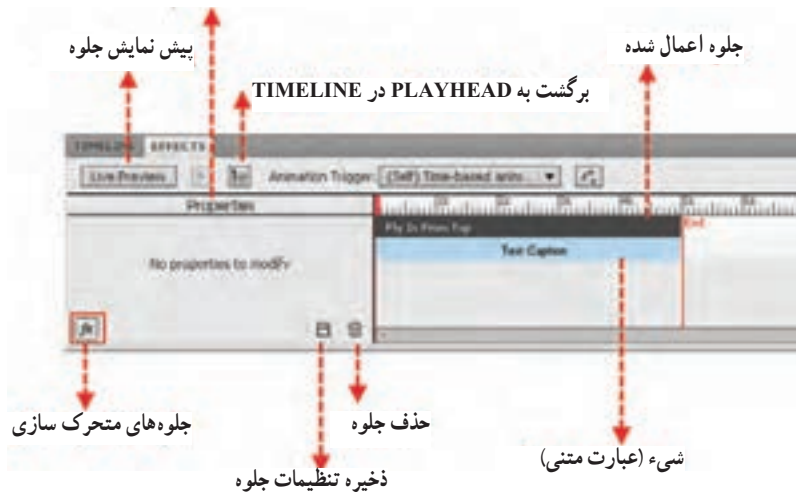 پیش نمایش جلوه
جلوه اعمال شده
برگشت به PLAYHEAD در TIMELINE
TIMELINE EFFECTS
Live Preview Animation Trigger: (Self) Time-based anim...
Properties
End
Fly In From Top
Text Caption
No properties to modify
fx
جلوه‌های متحرک سازی
حذف جلوه
ذخیره تنظیمات جلوه
شیء (عبارت متنی)